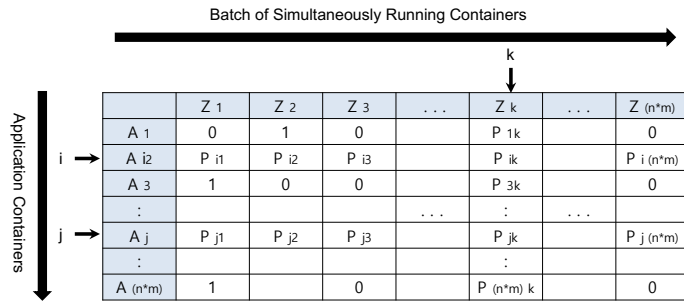 Batch of Simultaneously Running Containers
k
Application Containers
Z 1 Z 2 Z 3 . . . Z k . . . Z (n*m)
A 1 0 1 0 P 1k 0
i A i2 P i1 P i2 P i3 P ik P i (n*m)
A 3 1 0 0 P 3k 0
: . . . : . . .
j A j P j1 P j2 P j3 P jk P j (n*m)
: :
A (n*m) 1 0 P (n*m) k 0